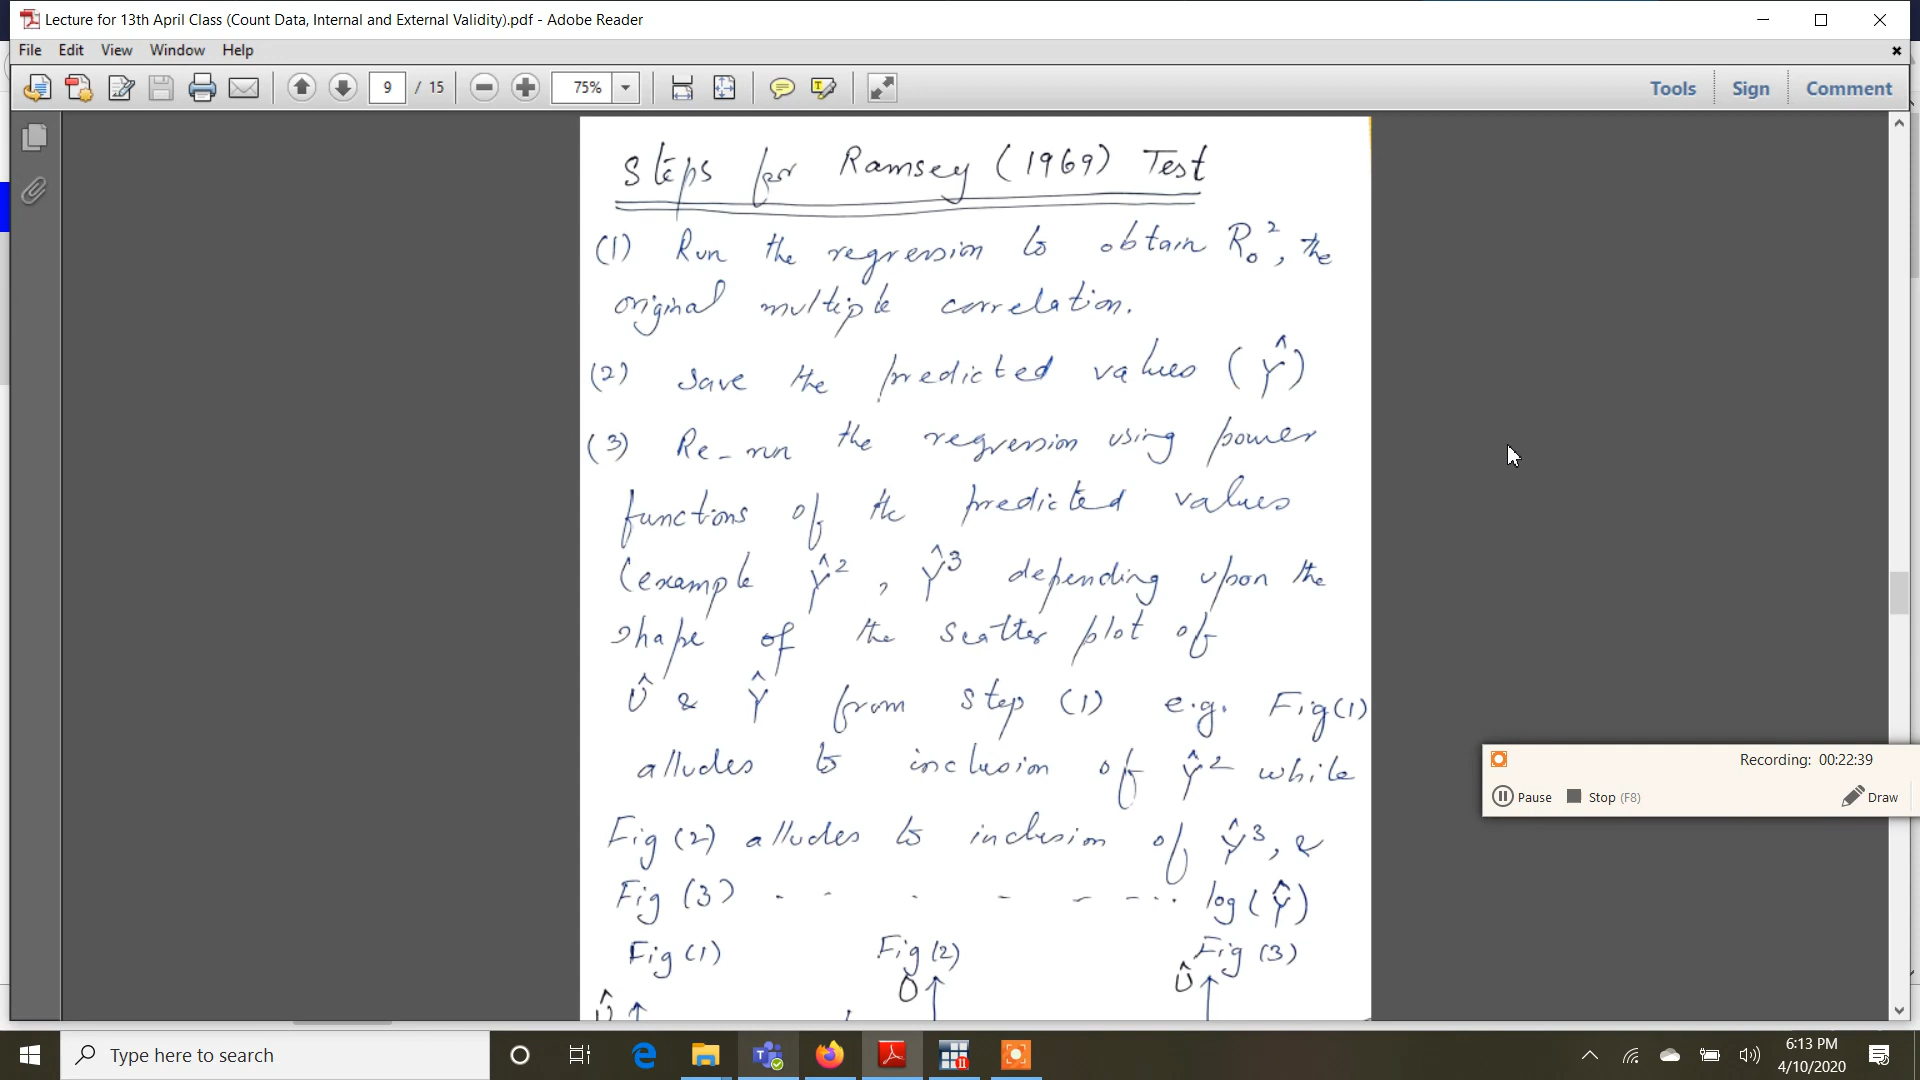 Lecture for 13th April Class (Count Data, Internal and External Validity).pdf - Adobe Reader
File Edit View Window Help
9 / 15 75% Tools Sign Comment
Steps for Ramsey (1969) Test
(1) Run the regression to obtain R₀², the
original multiple correlation.
(2) Save the predicted values (Ŷ)
(3) Re-run the regression using power
functions of the predicted values
(example Ŷ², Ŷ³ depending upon the
shape of the scatter plot of
Û & Ŷ from step (1) e.g. Fig(1)
alludes to inclusion of Ŷ² while
Fig (2) alludes to inclusion of Ŷ³, &
Fig (3) - - - - - - - ... log(Ŷ)
Fig (1) Fig (2) Fig (3)
Û Û Û
Recording: 00:22:39
Pause Stop (F8) Draw
Type here to search
6:13 PM
4/10/2020